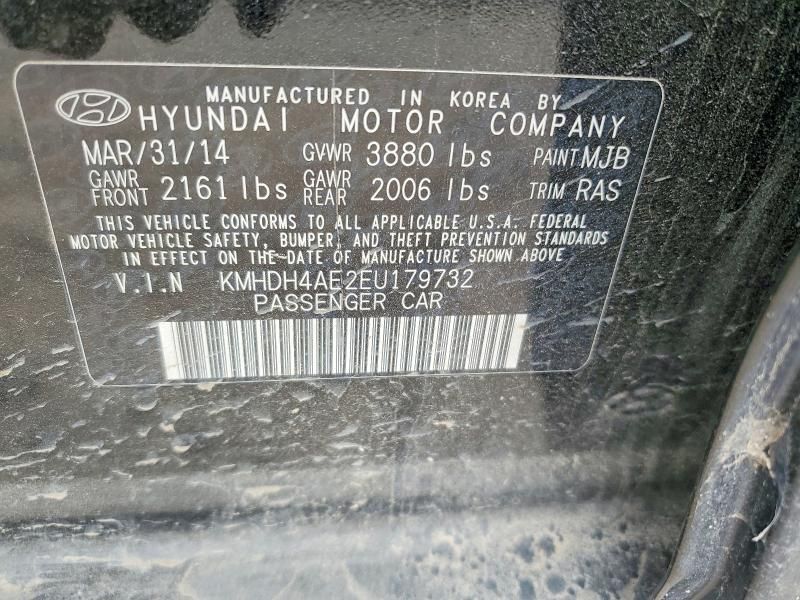 MANUFACTURED IN KOREA BY
HYUNDAI MOTOR COMPANY
MAR/31/14 GVWR 3880 lbs PAINT MJB
GAWR FRONT 2161 lbs GAWR REAR 2006 lbs TRIM RAS
THIS VEHICLE CONFORMS TO ALL APPLICABLE U.S.A. FEDERAL
MOTOR VEHICLE SAFETY, BUMPER, AND THEFT PREVENTION STANDARDS
IN EFFECT ON THE-DATE OF MANUFACTURE SHOWN ABOVE
V.I.N KMHDH4AE2EU179732
PASSENGER CAR